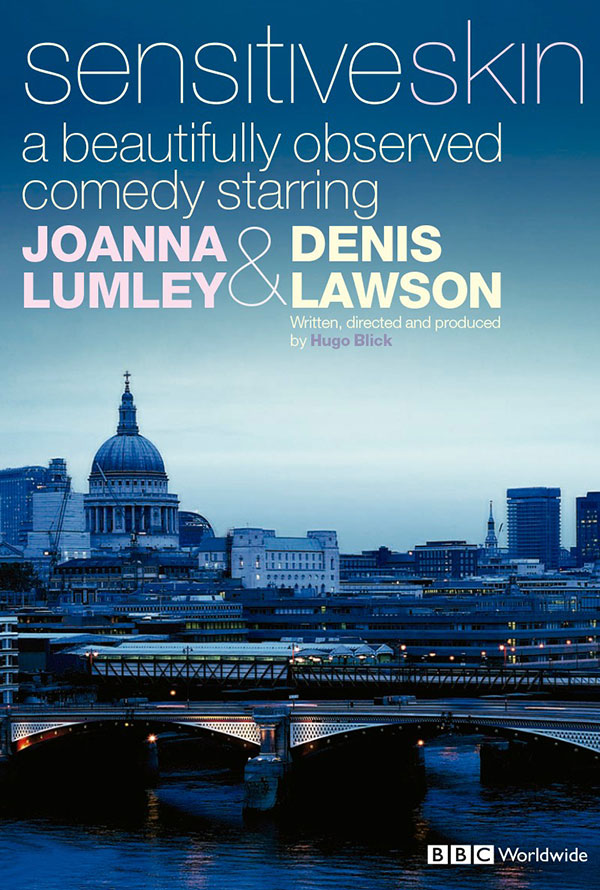 sensitiveskin
a beautifully observed
comedy starring
JOANNA & DENIS
LUMLEY LAWSON
Written, directed and produced
by Hugo Blick
BBC Worldwide